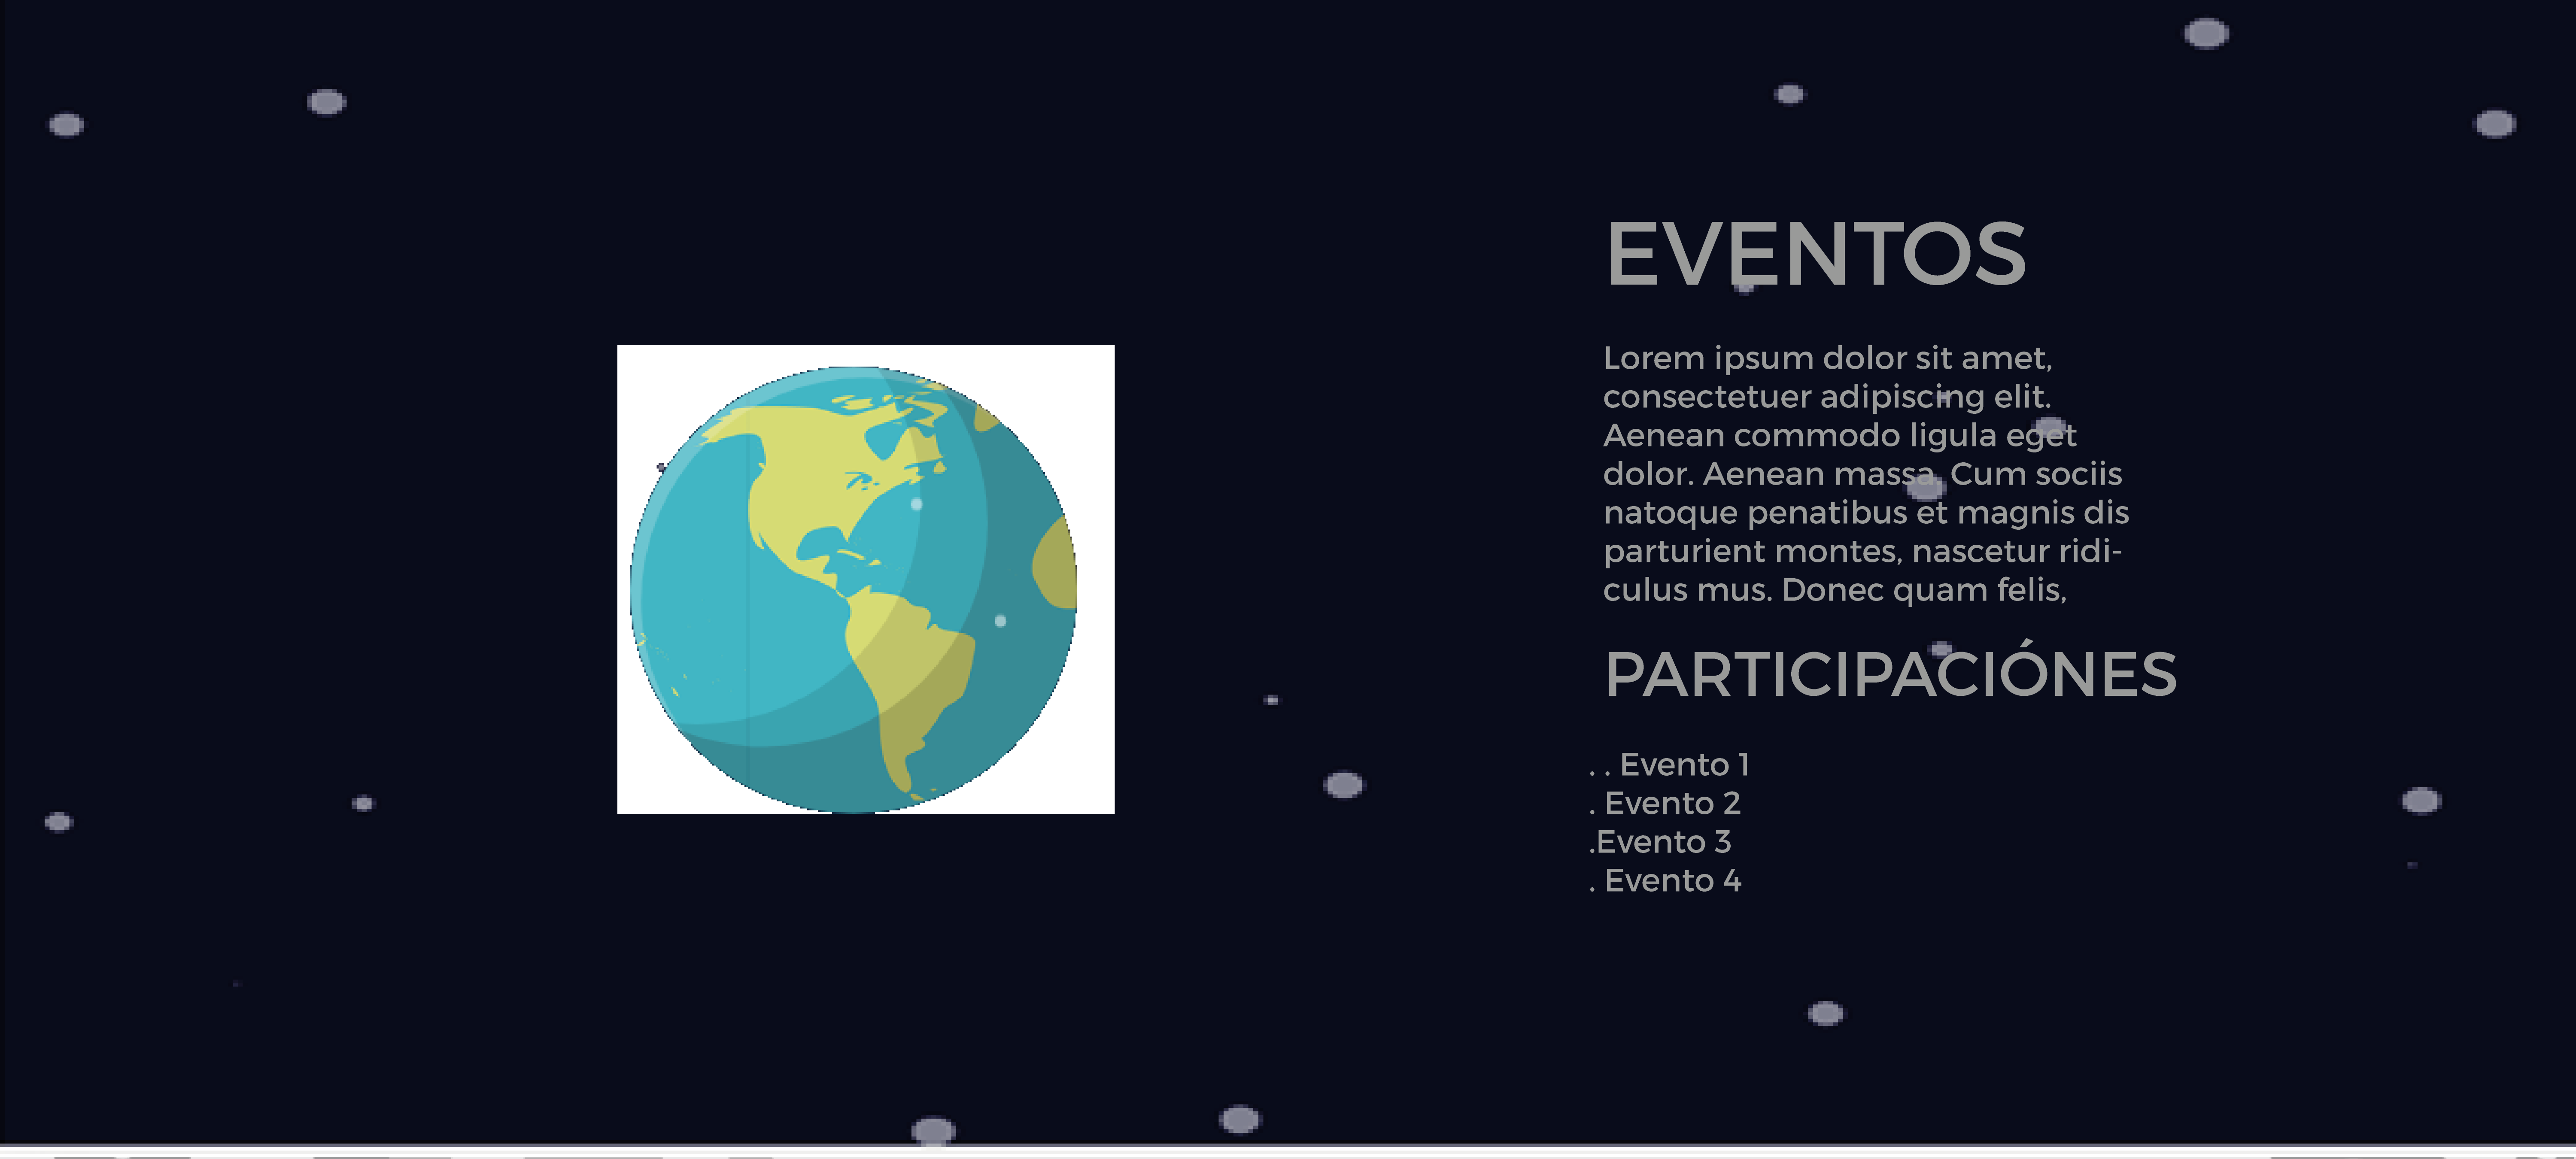 EVENTOS
Lorem ipsum dolor sit amet,
consectetuer adipiscing elit.
Aenean commodo ligula eget
dolor. Aenean massa. Cum sociis
natoque penatibus et magnis dis
parturient montes, nascetur ridi-
culus mus. Donec quam felis,
PARTICIPACIÓNES
. . Evento 1
. Evento 2
.Evento 3
. Evento 4